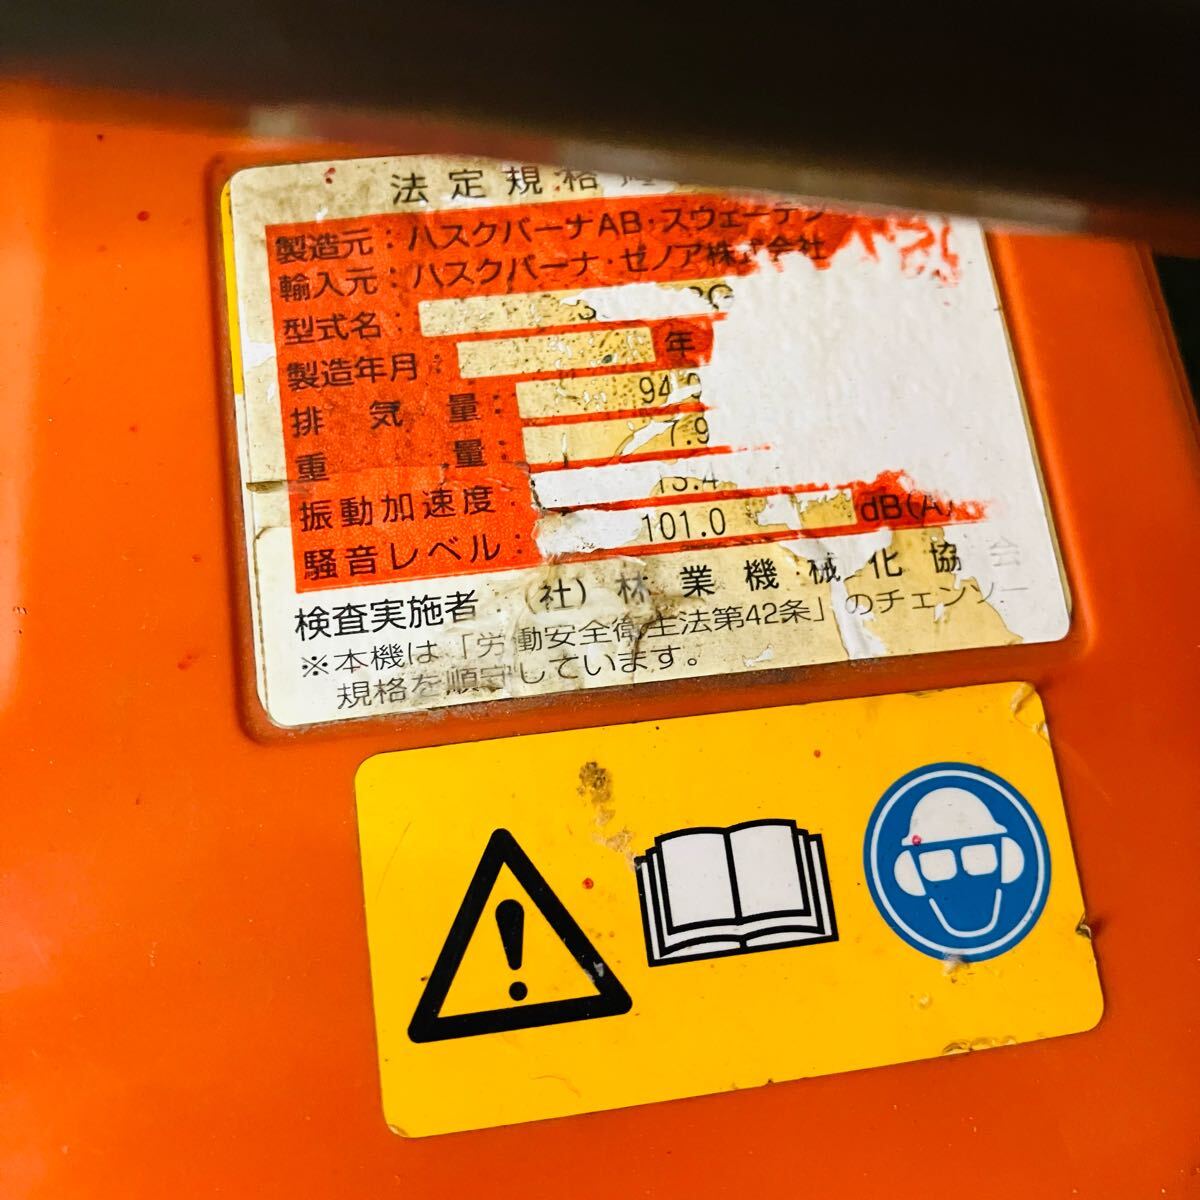 法定規格
製造元：ハスクバーナAB・スウェーデン
輸入元：ハスクバーナ・ゼノア株式会社
型式名：
製造年月： 年
排気量： 94.9
重量： 7.9
振動加速度： 13.4
騒音レベル： 101.0 dB(A)
検査実施者：（社）林業機械化協会
※本機は「労働安全衛生法第42条」のチェンソー
規格を順守しています。